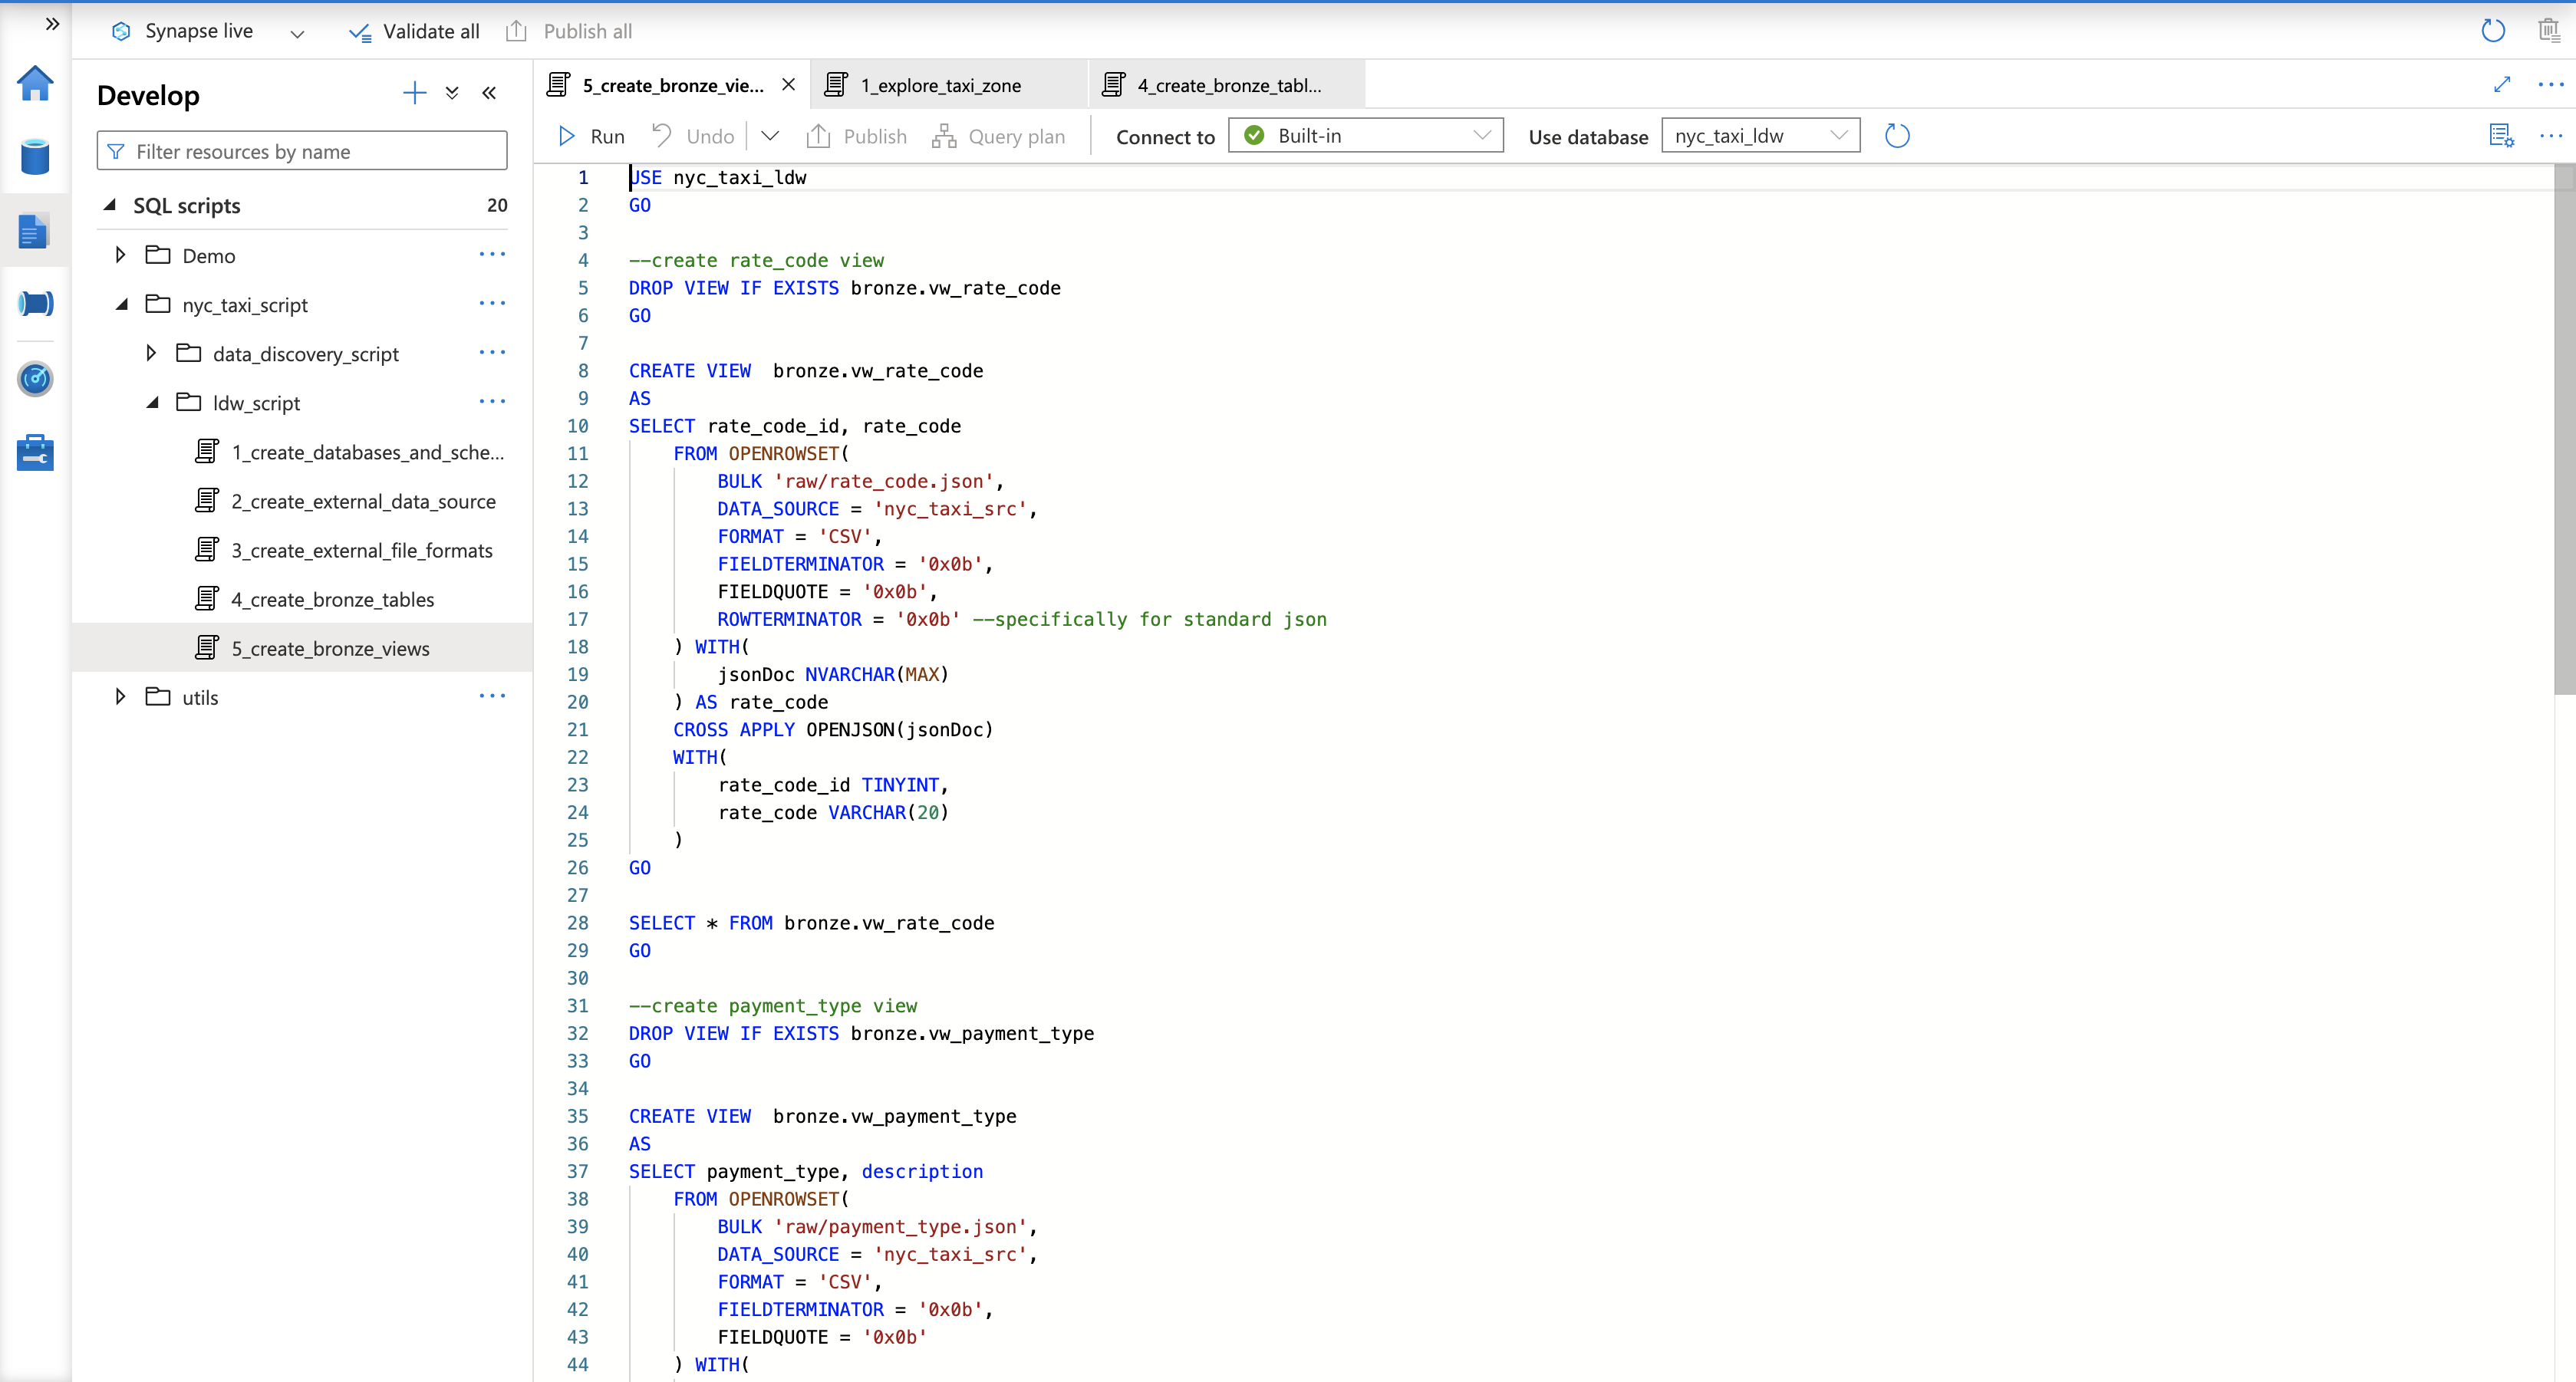 Synapse live
Validate all
Publish all
Develop
Filter resources by name
SQL scripts 20
Demo
nyc_taxi_script
data_discovery_script
ldw_script
1_create_databases_and_sche...
2_create_external_data_source
3_create_external_file_formats
4_create_bronze_tables
5_create_bronze_views
utils
5_create_bronze_vie...
1_explore_taxi_zone
4_create_bronze_tabl...
Run Undo Publish Query plan Connect to Built-in Use database nyc_taxi_ldw
1 USE nyc_taxi_ldw
2 GO
3
4 --create rate_code view
5 DROP VIEW IF EXISTS bronze.vw_rate_code
6 GO
7
8 CREATE VIEW  bronze.vw_rate_code
9 AS
10 SELECT rate_code_id, rate_code
11 FROM OPENROWSET(
12 BULK 'raw/rate_code.json',
13 DATA_SOURCE = 'nyc_taxi_src',
14 FORMAT = 'CSV',
15 FIELDTERMINATOR = '0x0b',
16 FIELDQUOTE = '0x0b',
17 ROWTERMINATOR = '0x0b' --specifically for standard json
18 ) WITH(
19 jsonDoc NVARCHAR(MAX)
20 ) AS rate_code
21 CROSS APPLY OPENJSON(jsonDoc)
22 WITH(
23 rate_code_id TINYINT,
24 rate_code VARCHAR(20)
25 )
26 GO
27
28 SELECT * FROM bronze.vw_rate_code
29 GO
30
31 --create payment_type view
32 DROP VIEW IF EXISTS bronze.vw_payment_type
33 GO
34
35 CREATE VIEW  bronze.vw_payment_type
36 AS
37 SELECT payment_type, description
38 FROM OPENROWSET(
39 BULK 'raw/payment_type.json',
40 DATA_SOURCE = 'nyc_taxi_src',
41 FORMAT = 'CSV',
42 FIELDTERMINATOR = '0x0b',
43 FIELDQUOTE = '0x0b'
44 ) WITH(